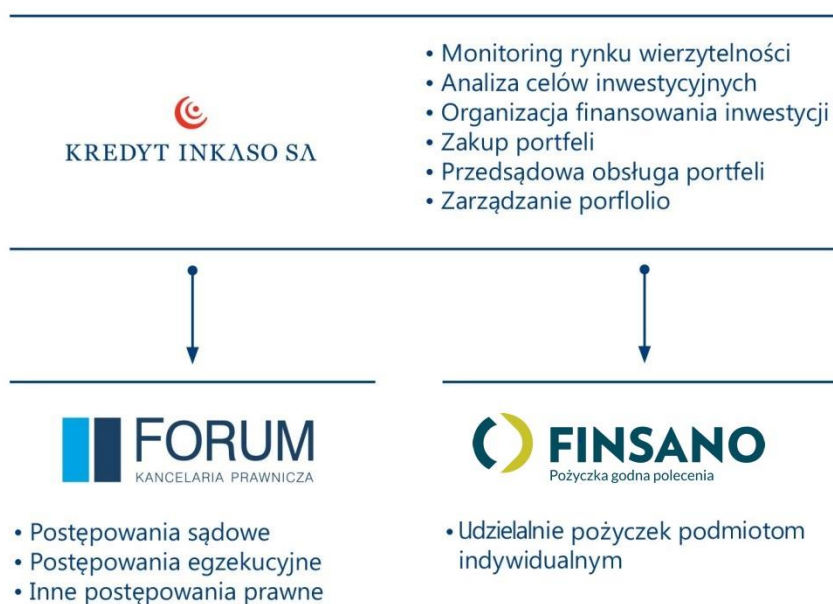 KREDYT INKASO SA
• Monitoring rynku wierzytelności
• Analiza celów inwestycyjnych
• Organizacja finansowania inwestycji
• Zakup portfeli
• Przedsądowa obsługa portfeli
• Zarządzanie porflolio
FORUM
KANCELARIA PRAWNICZA
• Postępowania sądowe
• Postępowania egzekucyjne
• Inne postępowania prawne
FINSANO
Pożyczka godna polecenia
• Udzielalnie pożyczek podmiotom
indywidualnym